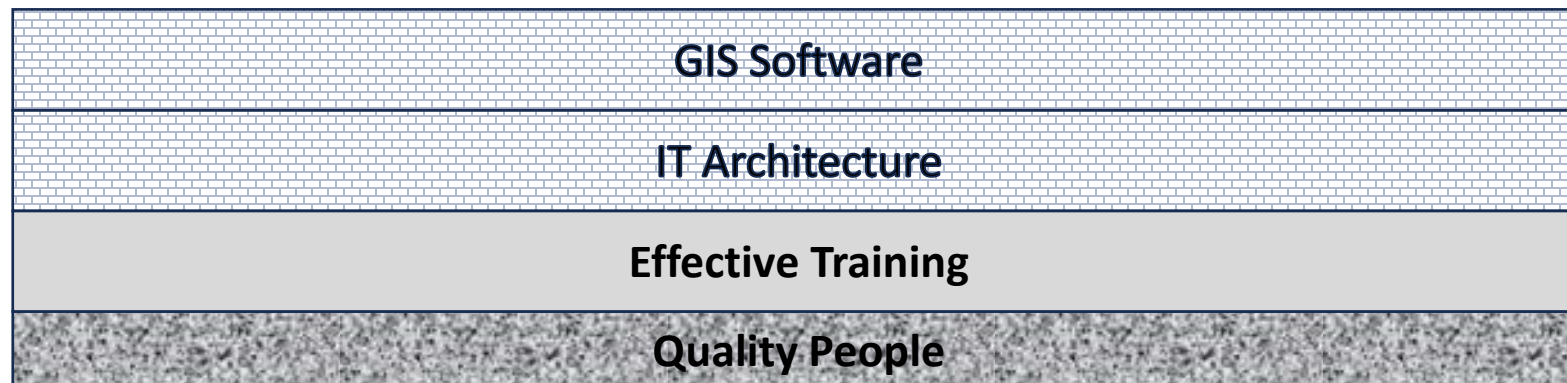 GIS Software
IT Architecture
Effective Training
Quality People